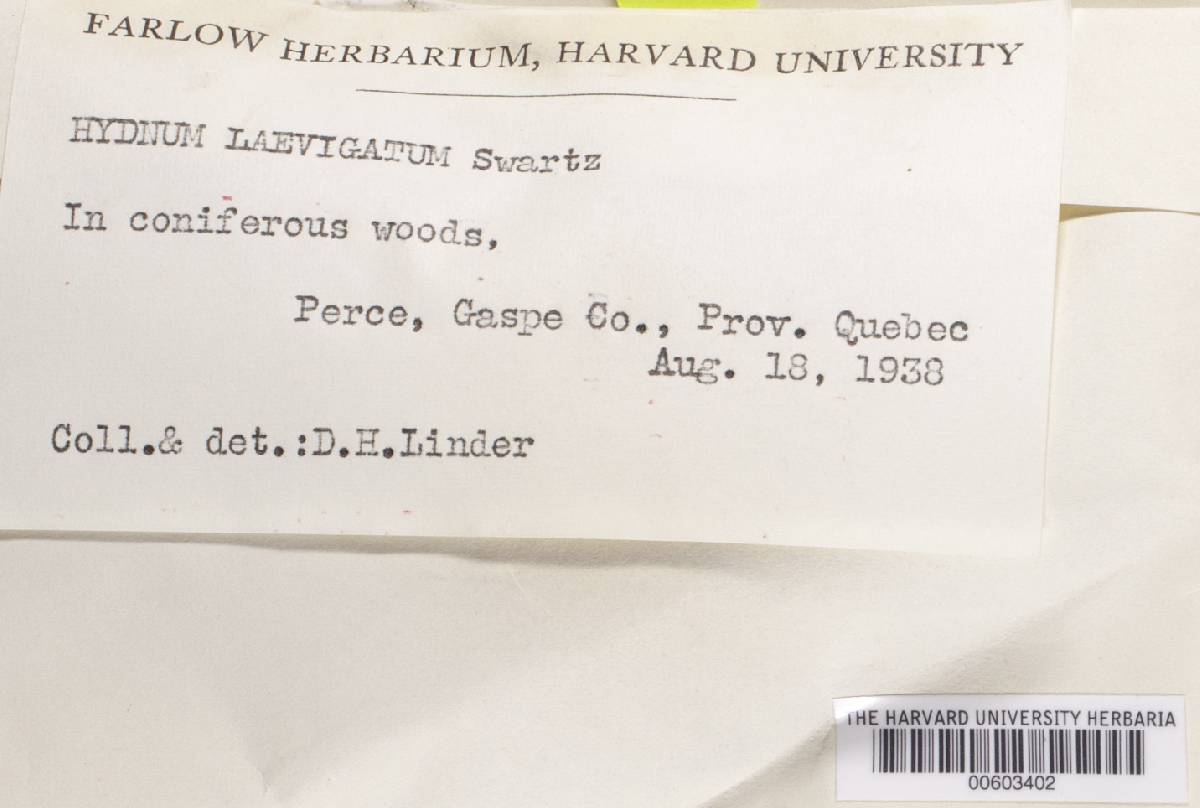 FARLOW HERBARIUM, HARVARD UNIVERSITY
HYDNUM LAEVIGATUM Swartz
In coniferous woods,
Perce, Gaspe Co., Prov. Quebec
Aug. 18, 1938
Coll.& det.:D.H.Linder
THE HARVARD UNIVERSITY HERBARIA
00603402